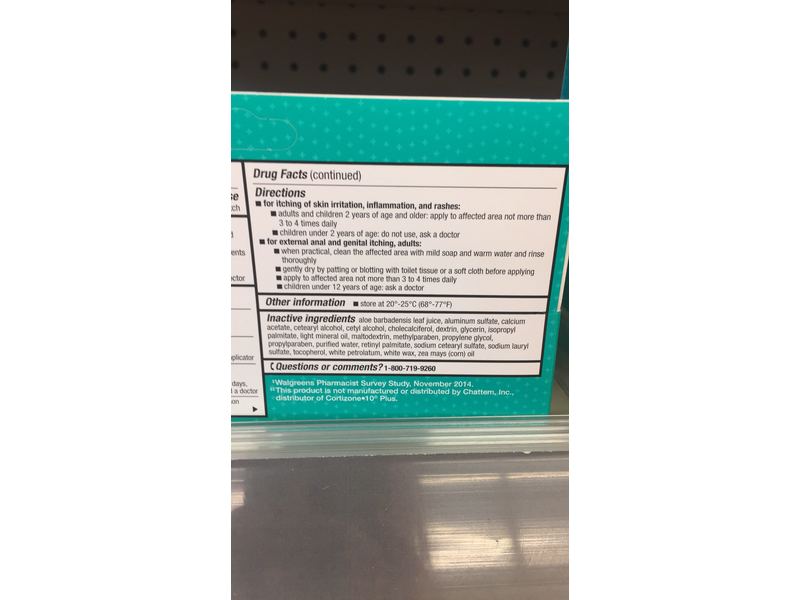 Drug Facts (continued)
Directions
■ for itching of skin irritation, inflammation, and rashes:
■ adults and children 2 years of age and older: apply to affected area not more than
3 to 4 times daily
■ children under 2 years of age: do not use, ask a doctor
■ for external anal and genital itching, adults:
■ when practical, clean the affected area with mild soap and warm water and rinse
thoroughly
■ gently dry by patting or blotting with toilet tissue or a soft cloth before applying
■ apply to affected area not more than 3 to 4 times daily
■ children under 12 years of age: ask a doctor
Other information ■ store at 20°-25°C (68°-77°F)
Inactive ingredients aloe barbadensis leaf juice, aluminum sulfate, calcium
acetate, cetearyl alcohol, cetyl alcohol, cholecalciferol, dextrin, glycerin, isopropyl
palmitate, light mineral oil, maltodextrin, methylparaben, propylene glycol,
propylparaben, purified water, retinyl palmitate, sodium cetearyl sulfate, sodium lauryl
sulfate, tocopherol, white petrolatum, white wax, zea mays (corn) oil
Questions or comments? 1-800-719-9260
Walgreens Pharmacist Survey Study, November 2014.
This product is not manufactured or distributed by Chattem, Inc.,
distributor of Cortizone•10® Plus.